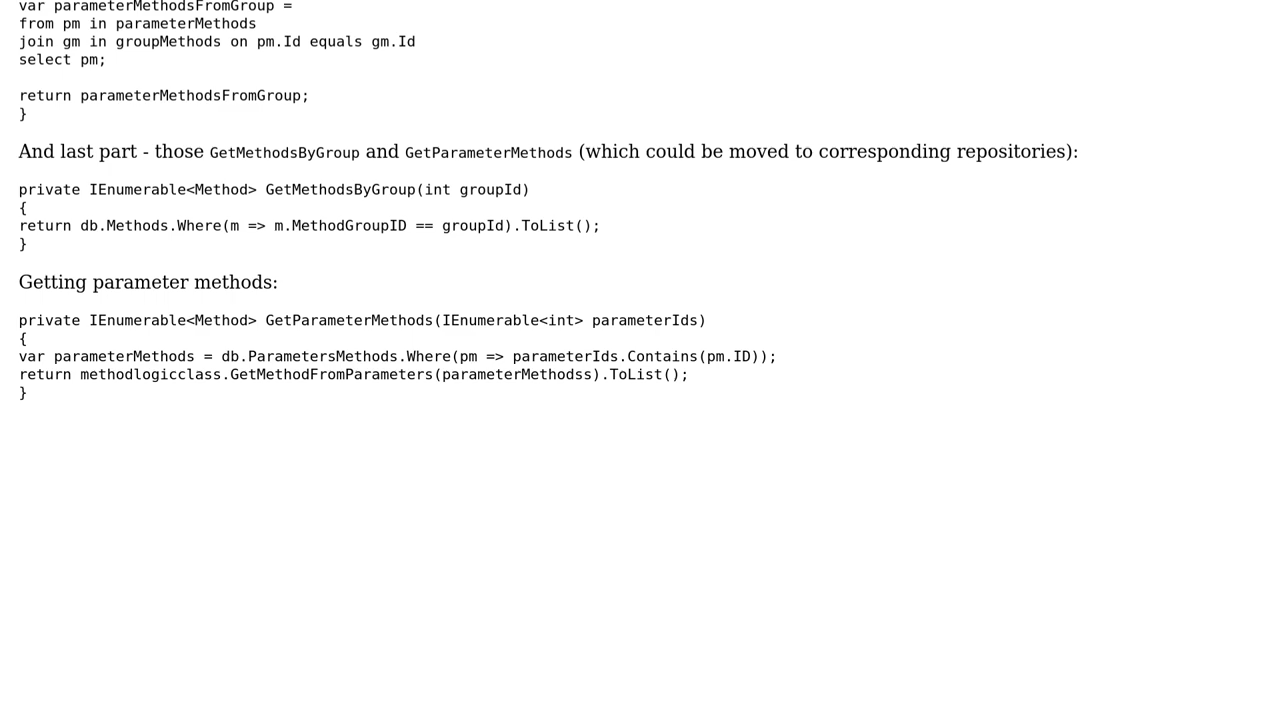 var parameterMethodsFromGroup =
from pm in parameterMethods
join gm in groupMethods on pm.Id equals gm.Id
select pm;
return parameterMethodsFromGroup;
}
And last part - those GetMethodsByGroup and GetParameterMethods (which could be moved to corresponding repositories):
private IEnumerable<Method> GetMethodsByGroup(int groupId)
{
return db.Methods.Where(m => m.MethodGroupID == groupId).ToList();
}
Getting parameter methods:
private IEnumerable<Method> GetParameterMethods(IEnumerable<int> parameterIds)
{
var parameterMethods = db.ParametersMethods.Where(pm => parameterIds.Contains(pm.ID));
return methodlogicclass.GetMethodFromParameters(parameterMethodss).ToList();
}